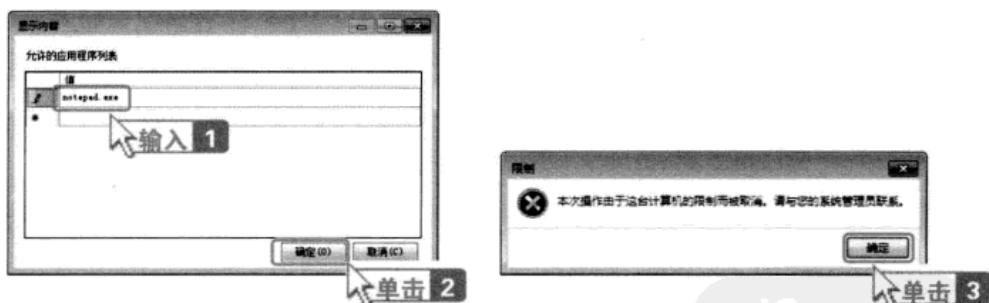 显示内容
允许的应用程序列表
值
notepad.exe
输入 1
确定(O) 取消(C)
单击 2
限制
本次操作由于这台计算机的限制而被取消。请与您的系统管理员联系。
确定
单击 3